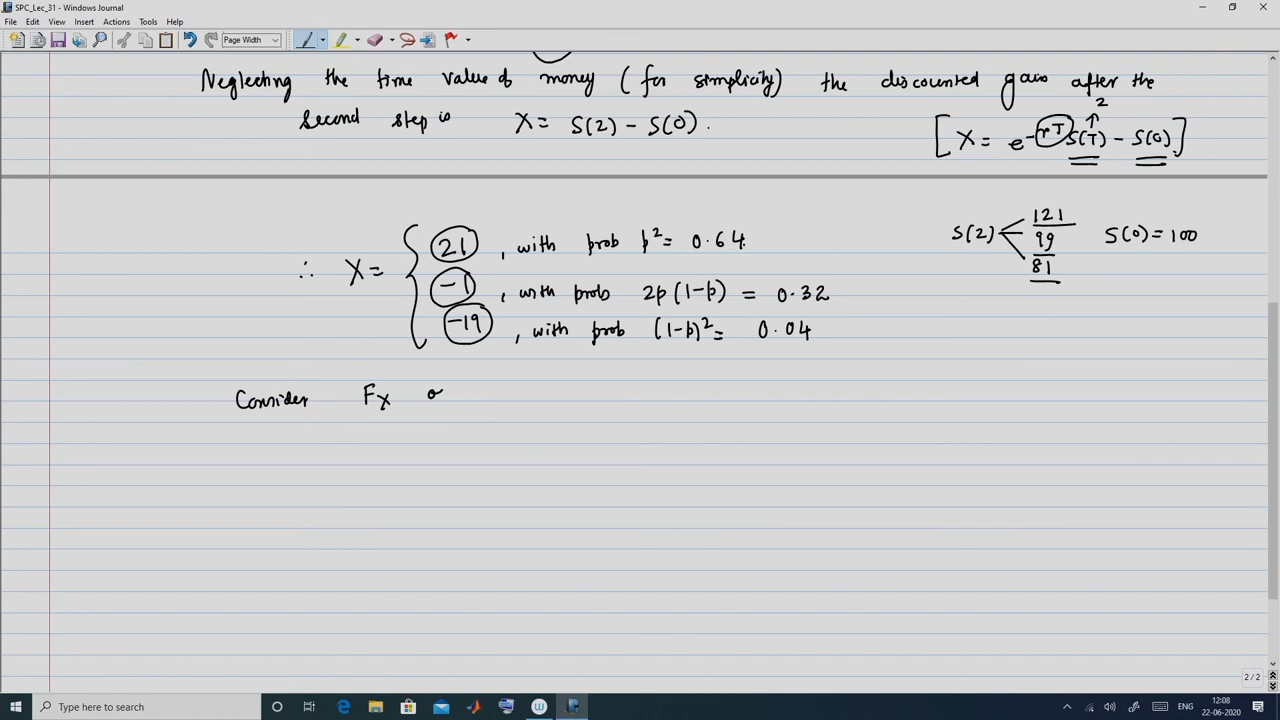 SPC_Lec_31 - Windows Journal
File Edit View Insert Actions Tools Help
Page Width
Neglecting the time value of money (for simplicity) the discounted gain after the
second step is X = S(2) - S(0).
2
↑
[X = e^{-rT} S(T) - S(0)]
∴ X = { 21, with prob p² = 0.64
-1, with prob 2p(1-p) = 0.32
-19, with prob (1-p)² = 0.04
S(2) 121 99 81 S(0) = 100
Consider F_X
2/2
Type here to search
ENG
12:08
22-06-2020